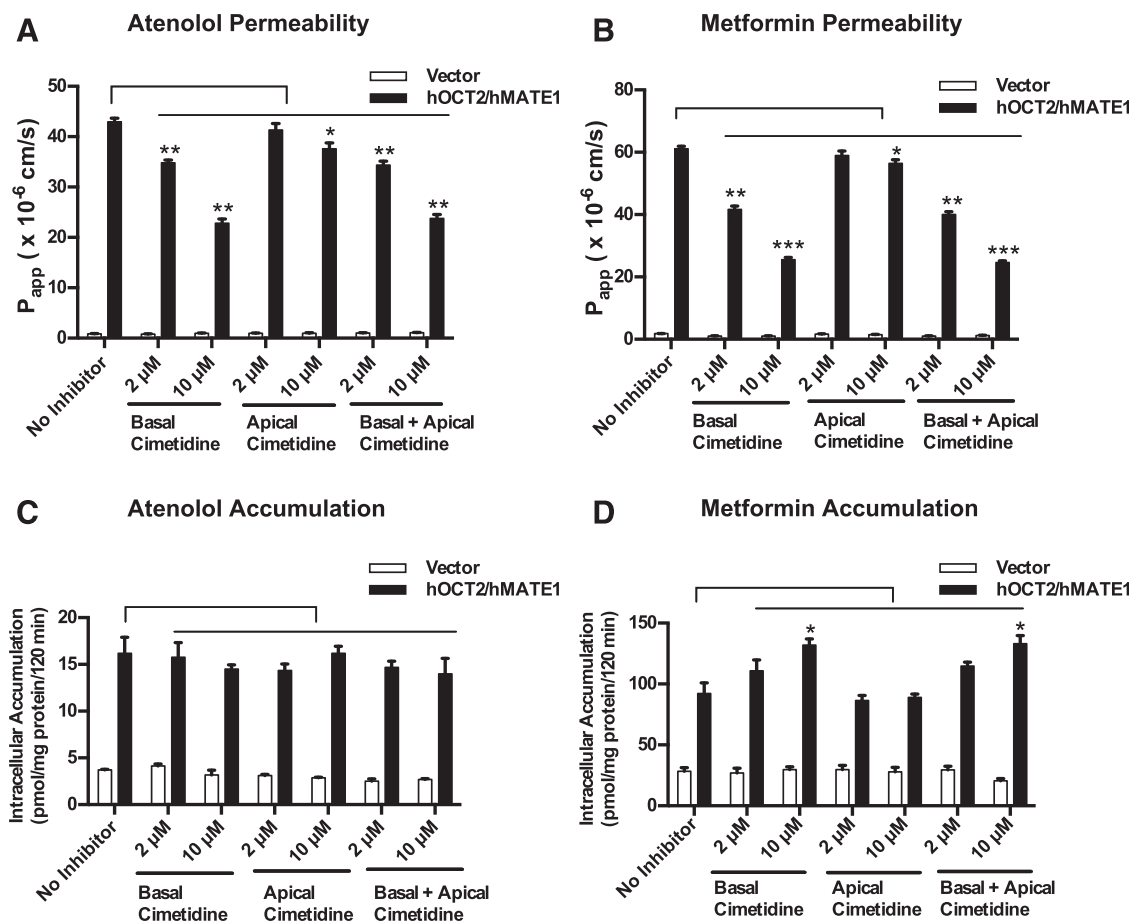 A
Atenolol Permeability
Vector
hOCT2/hMATE1
P_app ( x 10^-6 cm/s)
50
40
30
20
10
0
**
**
*
**
**
No Inhibitor
2 µM
10 µM
2 µM
10 µM
2 µM
10 µM
Basal
Cimetidine
Apical
Cimetidine
Basal + Apical
Cimetidine
B
Metformin Permeability
Vector
hOCT2/hMATE1
P_app ( x 10^-6 cm/s)
80
60
40
20
0
**
***
*
**
***
No Inhibitor
2 µM
10 µM
2 µM
10 µM
2 µM
10 µM
Basal
Cimetidine
Apical
Cimetidine
Basal + Apical
Cimetidine
C
Atenolol Accumulation
Vector
hOCT2/hMATE1
Intracellular Accumulation
(pmol/mg protein/120 min)
20
15
10
5
0
No Inhibitor
2 µM
10 µM
2 µM
10 µM
2 µM
10 µM
Basal
Cimetidine
Apical
Cimetidine
Basal + Apical
Cimetidine
D
Metformin Accumulation
Vector
hOCT2/hMATE1
Intracellular Accumulation
(pmol/mg protein/120 min)
150
100
50
0
*
*
No Inhibitor
2 µM
10 µM
2 µM
10 µM
2 µM
10 µM
Basal
Cimetidine
Apical
Cimetidine
Basal + Apical
Cimetidine